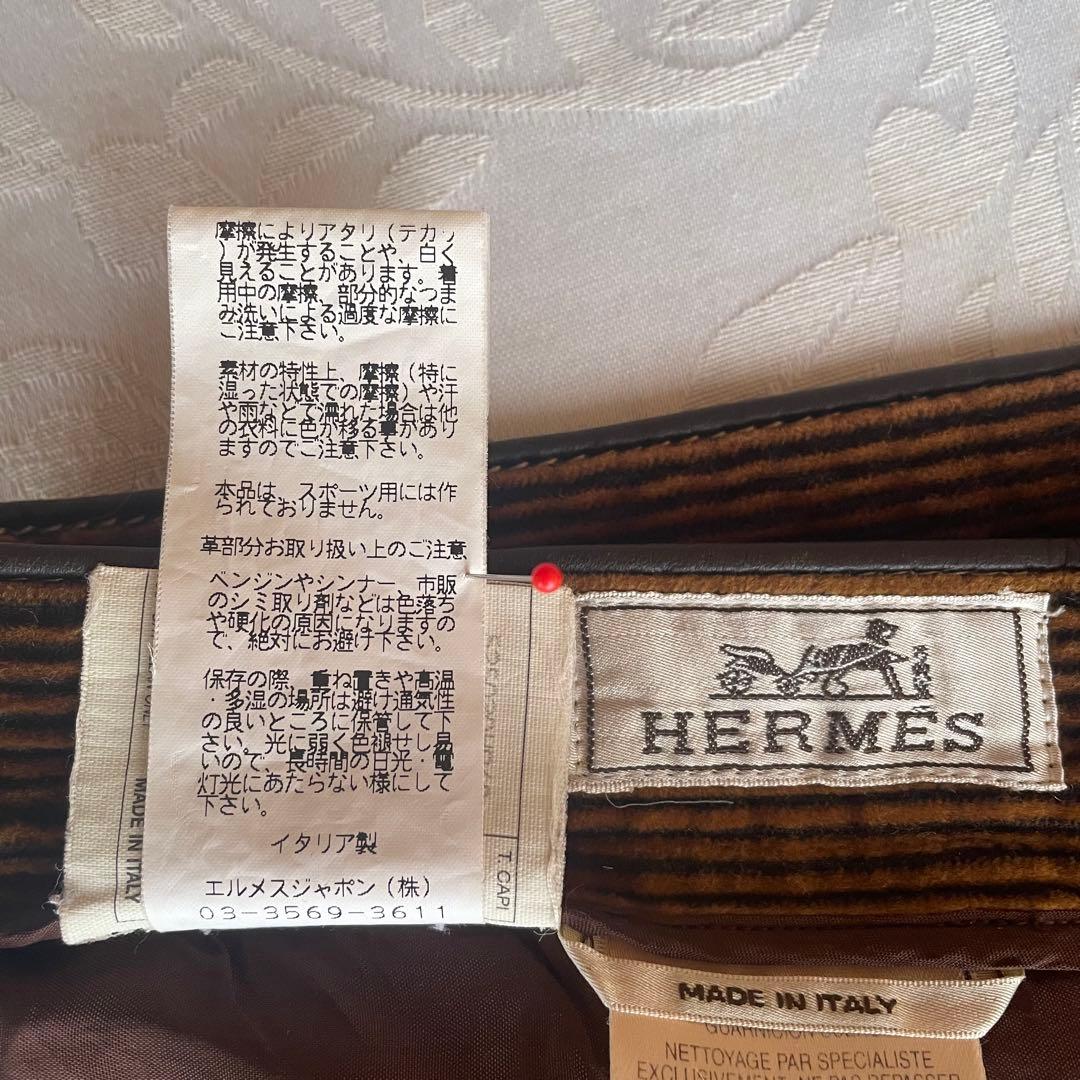 摩擦によりアタリ(テカリ
)が発生することや、白く
見えることがあります。着
用中の摩擦、部分的なつま
み洗いによる過度な摩擦に
ご注意下さい。
素材の特性上、摩擦(特に
湿った状態での摩擦)や汗
や雨などで濡れた場合は他
の衣料に色が移る事があり
ますのでご注意下さい。
本品は、スポーツ用には作
られておりません。
革部分お取り扱い上のご注意
ベンジンやシンナー、市販
のシミ取り剤などは色落ち
や硬化の原因になりますの
で、絶対にお避け下さい。
保存の際、重ね置きや高温
・多湿の場所は避け通気性
の良いところに保管して下
さい。光に弱く色褪せし易
いので、長時間の日光・電
灯光にあたらない様にして
下さい。
イタリア製
エルメスジャポン(株)
03-3569-3611
MADE IN ITALY
T. CAPI
HERMES
MADE IN ITALY
NETTOYAGE PAR SPECIALISTE
EXCLUSIVEMENT. NE PAS REPASSER